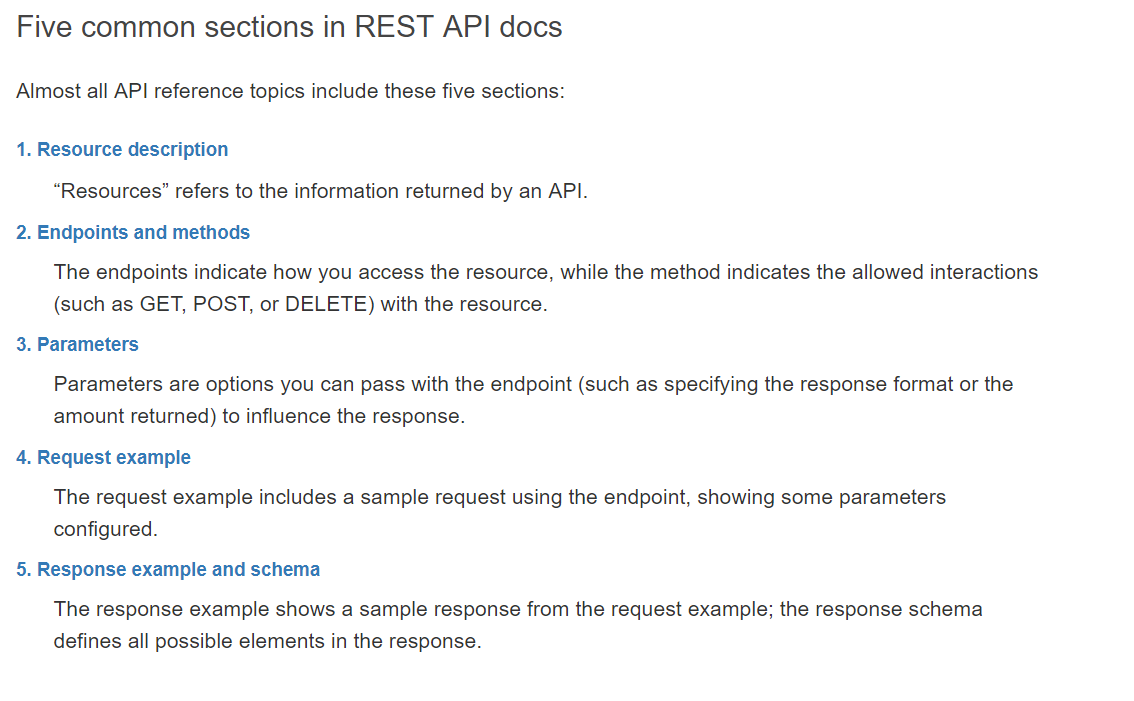 Five common sections in REST API docs
Almost all API reference topics include these five sections:
1. Resource description
“Resources” refers to the information returned by an API.
2. Endpoints and methods
The endpoints indicate how you access the resource, while the method indicates the allowed interactions
(such as GET, POST, or DELETE) with the resource.
3. Parameters
Parameters are options you can pass with the endpoint (such as specifying the response format or the
amount returned) to influence the response.
4. Request example
The request example includes a sample request using the endpoint, showing some parameters
configured.
5. Response example and schema
The response example shows a sample response from the request example; the response schema
defines all possible elements in the response.